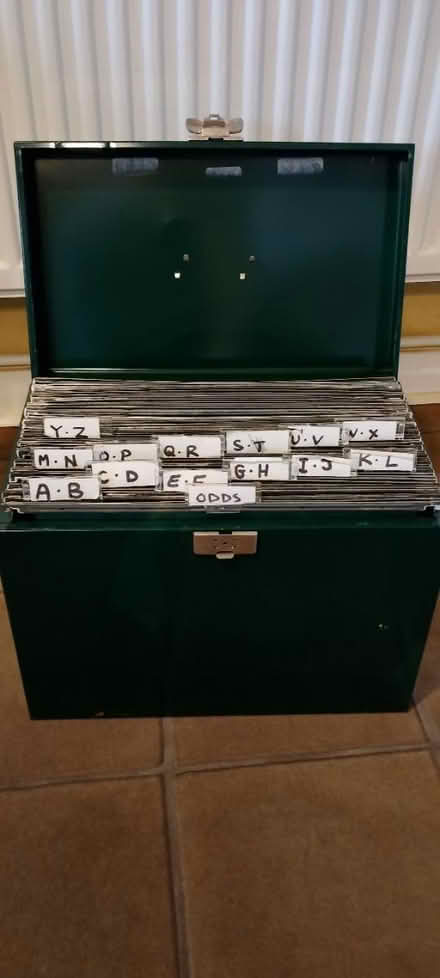 Y·Z
M·N O·P Q·R S·T U·V W·X
A·B C·D E·F G·H I·J K·L
ODDS